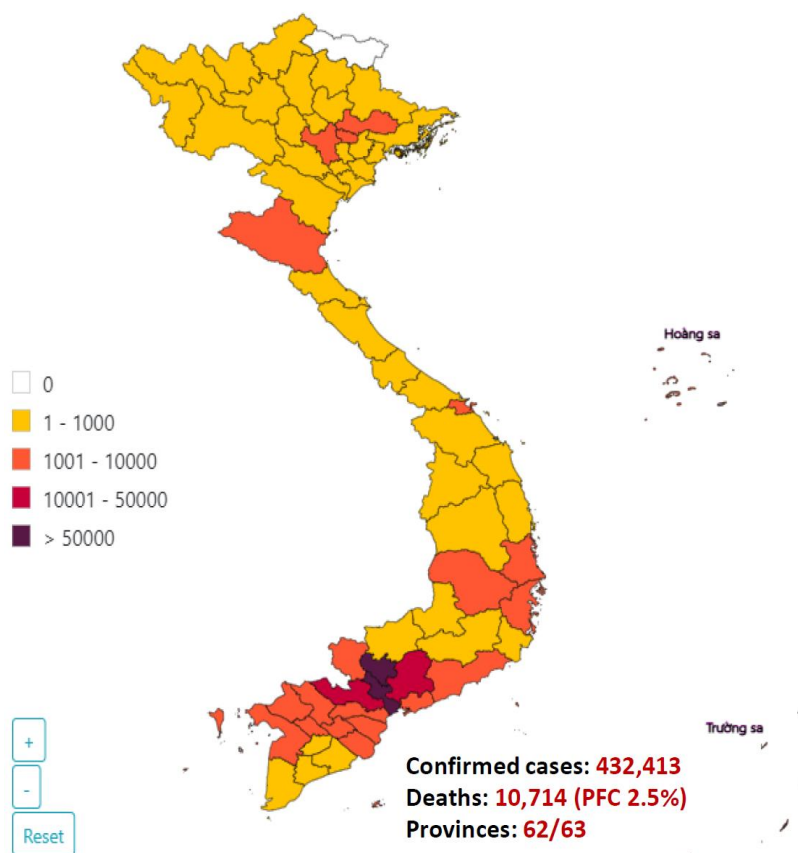 Hoàng sa
0
1 - 1000
1001 - 10000
10001 - 50000
> 50000
Trường sa
+
-
Reset
Confirmed cases: 432,413
Deaths: 10,714 (PFC 2.5%)
Provinces: 62/63